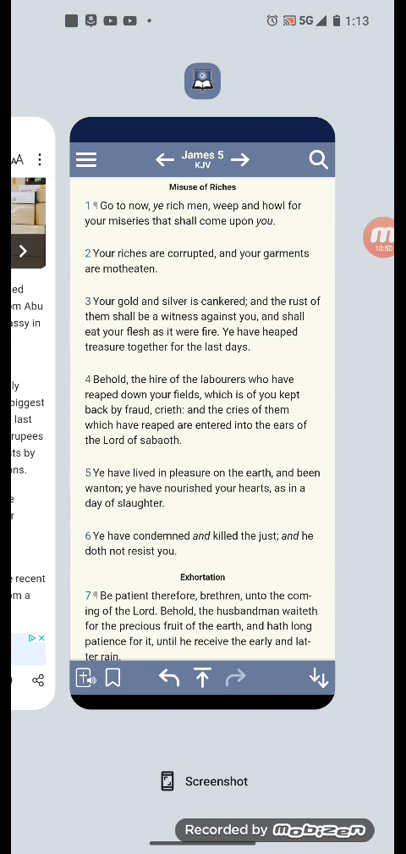 5G 1:13
James 5
KJV
Misuse of Riches
1 ¶ Go to now, ye rich men, weep and howl for
your miseries that shall come upon you.
2 Your riches are corrupted, and your garments
are motheaten.
3 Your gold and silver is cankered; and the rust of
them shall be a witness against you, and shall
eat your flesh as it were fire. Ye have heaped
treasure together for the last days.
4 Behold, the hire of the labourers who have
reaped down your fields, which is of you kept
back by fraud, crieth: and the cries of them
which have reaped are entered into the ears of
the Lord of sabaoth.
5 Ye have lived in pleasure on the earth, and been
wanton; ye have nourished your hearts, as in a
day of slaughter.
6 Ye have condemned and killed the just; and he
doth not resist you.
Exhortation
7 ¶ Be patient therefore, brethren, unto the com-
ing of the Lord. Behold, the husbandman waiteth
for the precious fruit of the earth, and hath long
patience for it, until he receive the early and lat-
ter rain.
AA
ed
om Abu
assy in
ly
biggest
last
rupees
sts by
ons.
e
r
recent
om a
m
10:50
Screenshot
Recorded by mobizen